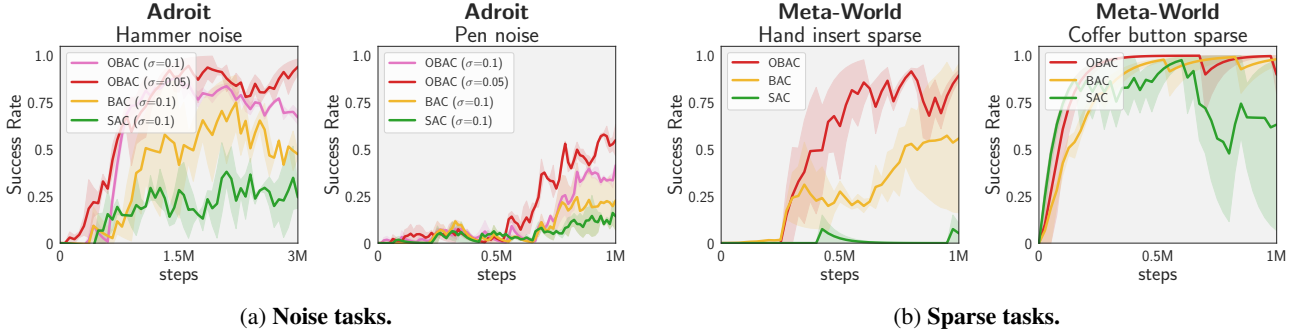 Adroit
Hammer noise
Success Rate
1.0
0.75
0.5
0.25
0
OBAC (σ=0.1)
OBAC (σ=0.05)
BAC (σ=0.1)
SAC (σ=0.1)
0 1.5M 3M
steps
Adroit
Pen noise
Success Rate
1.0
0.75
0.5
0.25
0
OBAC (σ=0.1)
OBAC (σ=0.05)
BAC (σ=0.1)
SAC (σ=0.1)
0 0.5M 1M
steps
(a) Noise tasks.
Meta-World
Hand insert sparse
Success Rate
1.0
0.75
0.5
0.25
0
OBAC
BAC
SAC
0 0.5M 1M
steps
Meta-World
Coffer button sparse
Success Rate
1.0
0.75
0.5
0.25
0
OBAC
BAC
SAC
0 0.5M 1M
steps
(b) Sparse tasks.